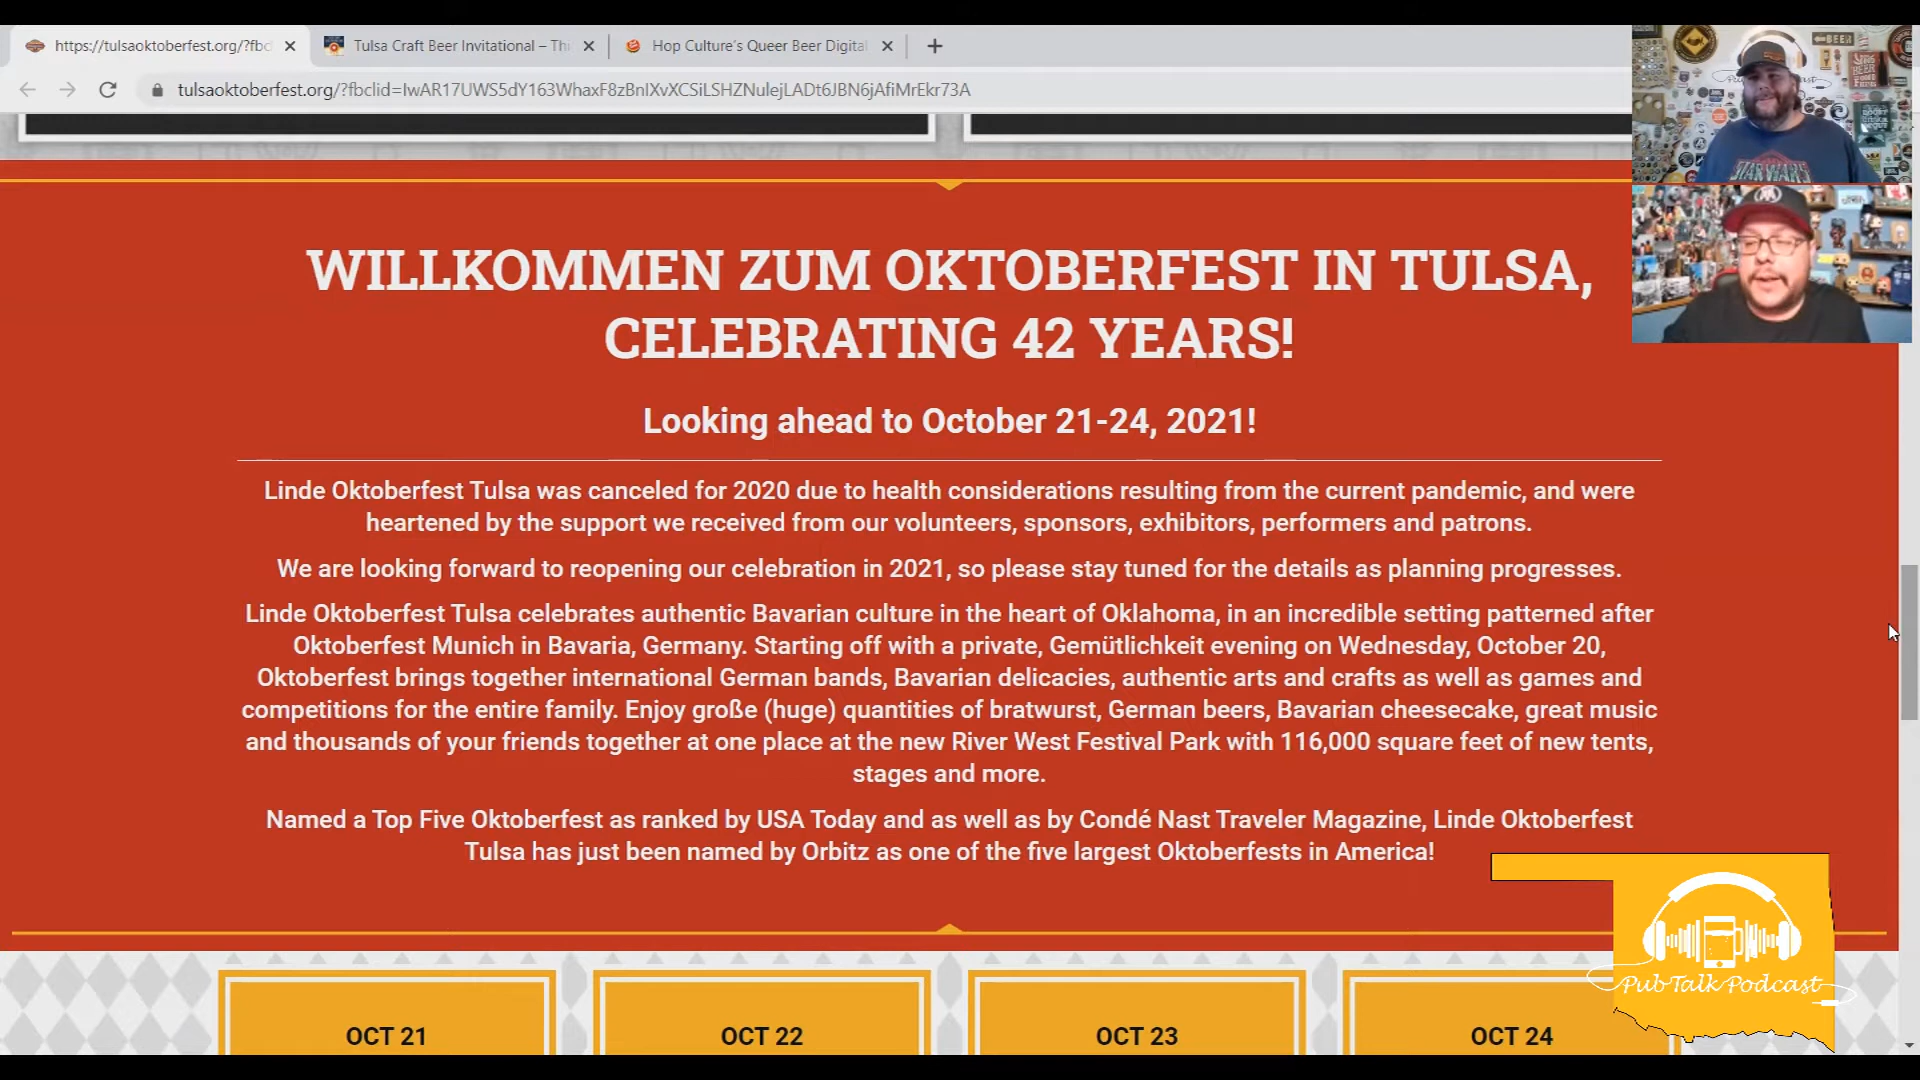 https://tulsaoktoberfest.org/?fbcl
Tulsa Craft Beer Invitational – Thi
Hop Culture's Queer Beer Digital
tulsaoktoberfest.org/?fbclid=IwAR17UWS5dY163WhaxF8zBnIXvXCSiLSHZNulejLADt6JBN6jAfiMrEkr73A
BEER
STAR WARS
WILLKOMMEN ZUM OKTOBERFEST IN TULSA,
CELEBRATING 42 YEARS!
Looking ahead to October 21-24, 2021!
Linde Oktoberfest Tulsa was canceled for 2020 due to health considerations resulting from the current pandemic, and were
heartened by the support we received from our volunteers, sponsors, exhibitors, performers and patrons.
We are looking forward to reopening our celebration in 2021, so please stay tuned for the details as planning progresses.
Linde Oktoberfest Tulsa celebrates authentic Bavarian culture in the heart of Oklahoma, in an incredible setting patterned after
Oktoberfest Munich in Bavaria, Germany. Starting off with a private, Gemütlichkeit evening on Wednesday, October 20,
Oktoberfest brings together international German bands, Bavarian delicacies, authentic arts and crafts as well as games and
competitions for the entire family. Enjoy große (huge) quantities of bratwurst, German beers, Bavarian cheesecake, great music
and thousands of your friends together at one place at the new River West Festival Park with 116,000 square feet of new tents,
stages and more.
Named a Top Five Oktoberfest as ranked by USA Today and as well as by Condé Nast Traveler Magazine, Linde Oktoberfest
Tulsa has just been named by Orbitz as one of the five largest Oktoberfests in America!
PubTalkPodcast
OCT 21
OCT 22
OCT 23
OCT 24